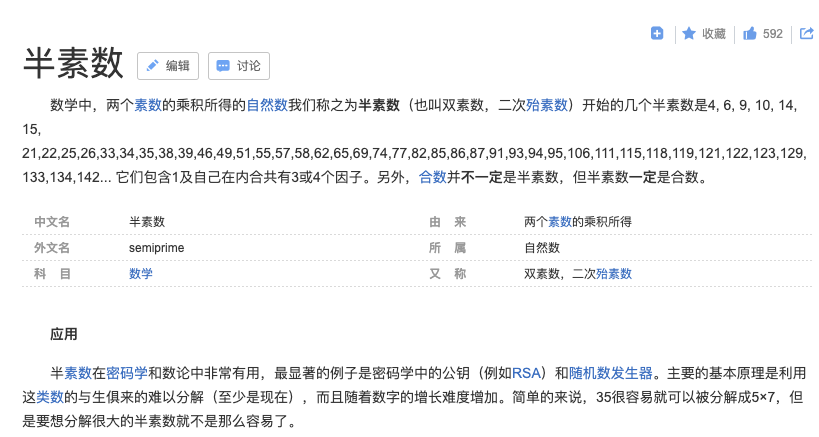 收藏 592
半素数 编辑 讨论
数学中，两个素数的乘积所得的自然数我们称之为半素数（也叫双素数，二次殆素数）开始的几个半素数是4, 6, 9, 10, 14,
15,
21,22,25,26,33,34,35,38,39,46,49,51,55,57,58,62,65,69,74,77,82,85,86,87,91,93,94,95,106,111,115,118,119,121,122,123,129,
133,134,142... 它们包含1及自己在内合共有3或4个因子。另外，合数并不一定是半素数，但半素数一定是合数。
中文名 半素数 由 来 两个素数的乘积所得
外文名 semiprime 所 属 自然数
科 目 数学 又 称 双素数，二次殆素数
应用
半素数在密码学和数论中非常有用，最显著的例子是密码学中的公钥（例如RSA）和随机数发生器。主要的基本原理是利用
这类数的与生俱来的难以分解（至少是现在），而且随着数字的增长难度增加。简单的来说，35很容易就可以被分解成5×7，但
是要想分解很大的半素数就不是那么容易了。